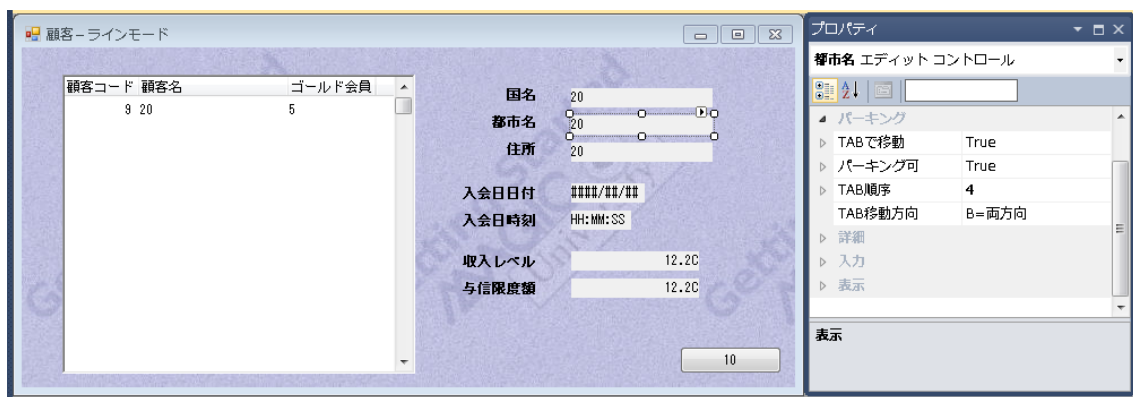 顧客－ラインモード
顧客コード 顧客名 ゴールド会員
9 20 5
国名 20
都市名 20
住所 20
入会日日付 ####/##/##
入会日時刻 HH:MM:SS
収入レベル 12.2C
与信限度額 12.2C
10
プロパティ
都市名 エディット コントロール
パーキング
TABで移動 True
パーキング可 True
TAB順序 4
TAB移動方向 B=両方向
詳細
入力
表示
表示